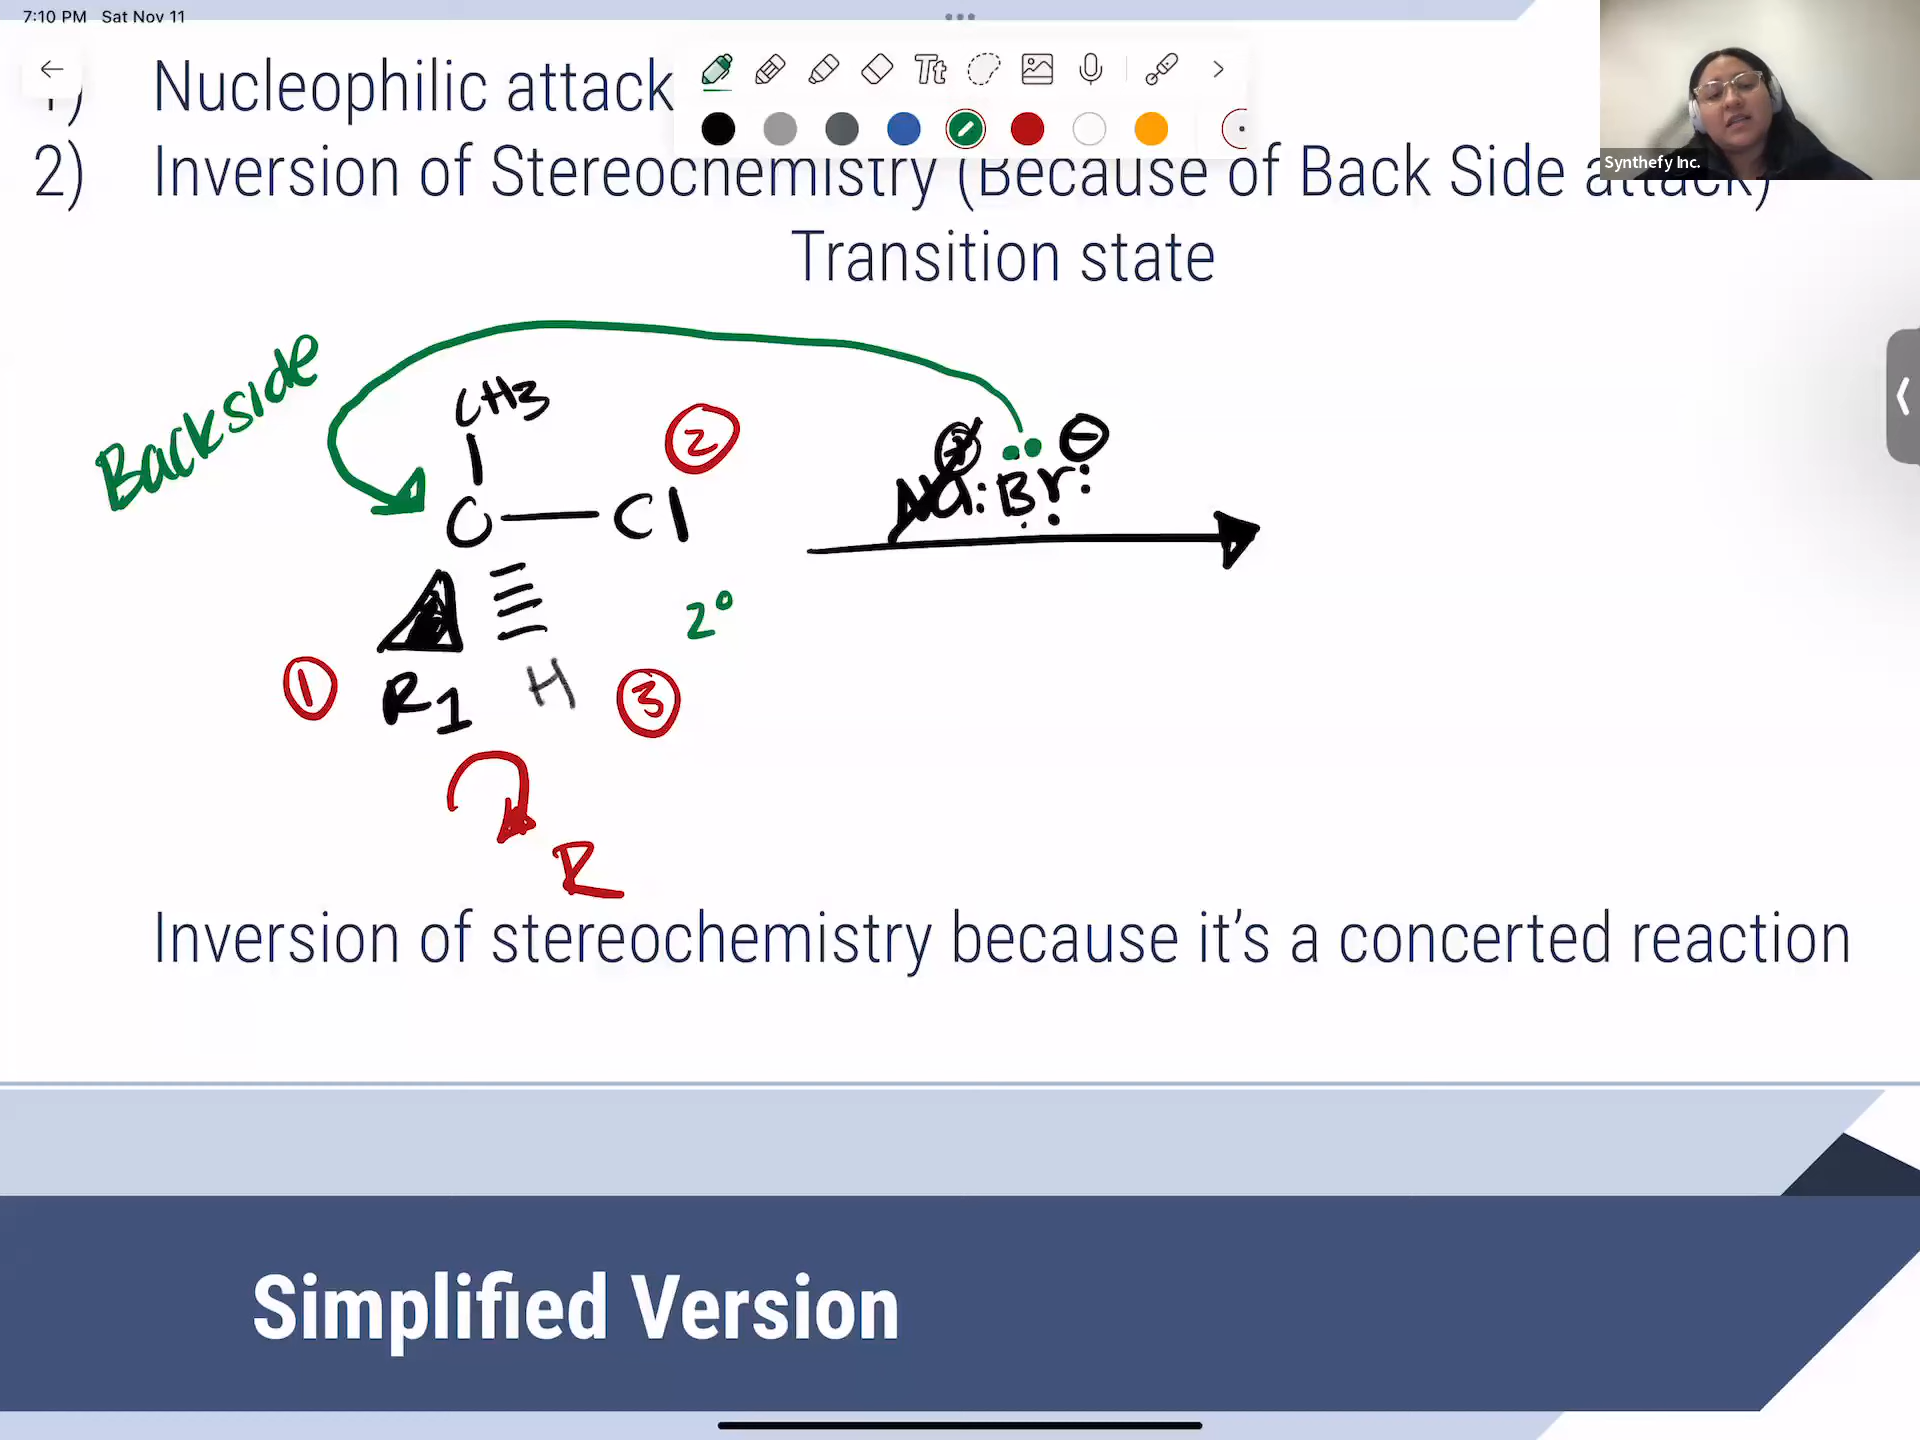 7:10 PM Sat Nov 11
1) Nucleophilic attack
Tt
Synthefy Inc.
2) Inversion of Stereochemistry (Because of Back Side attack)
Transition state
Backside
CH3
2
C — Cl
Na :Br:
2°
1
R1
H
3
R
Inversion of stereochemistry because it's a concerted reaction
Simplified Version